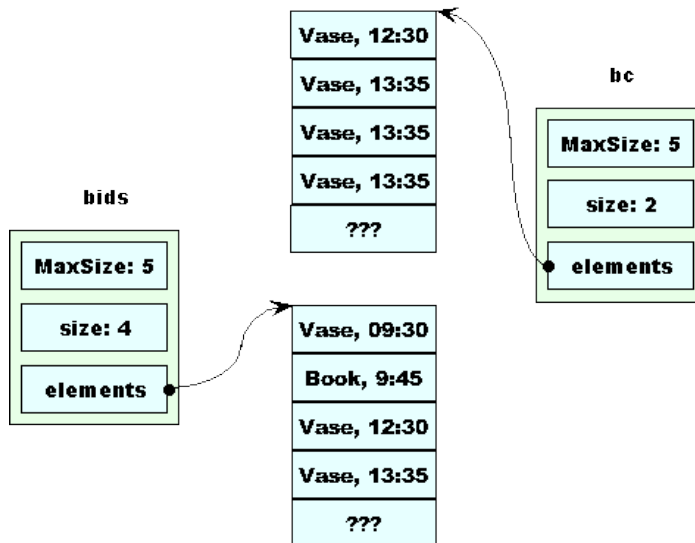 Vase, 12:30
Vase, 13:35
Vase, 13:35
Vase, 13:35
???
bc
MaxSize: 5
size: 2
elements
bids
MaxSize: 5
size: 4
elements
Vase, 09:30
Book, 9:45
Vase, 12:30
Vase, 13:35
???